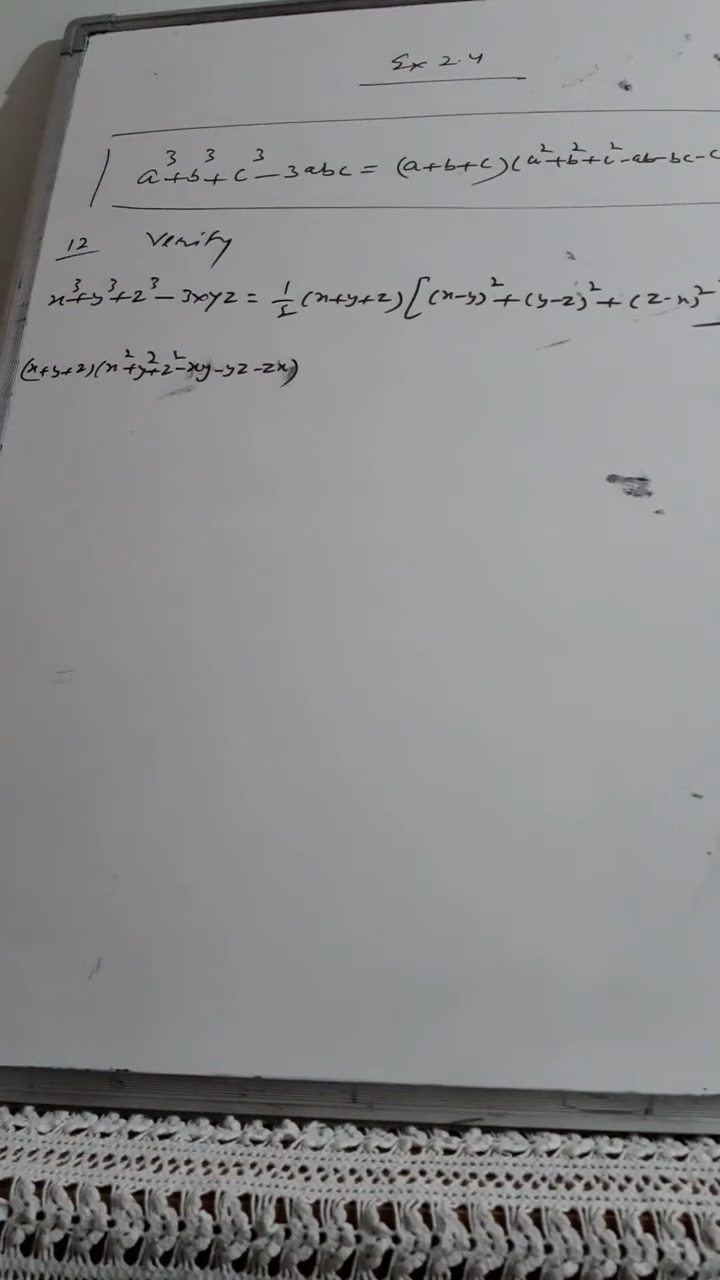 Ex 2.4
a³+b³+c³-3abc = (a+b+c)(a²+b²+c²-ab-bc-c
12 Verify
x³+y³+z³-3xyz = 1/2 (x+y+z)[(x-y)²+(y-z)²+(z-x)²
(x+y+z)(x²+y²+z²-xy-yz-zx)